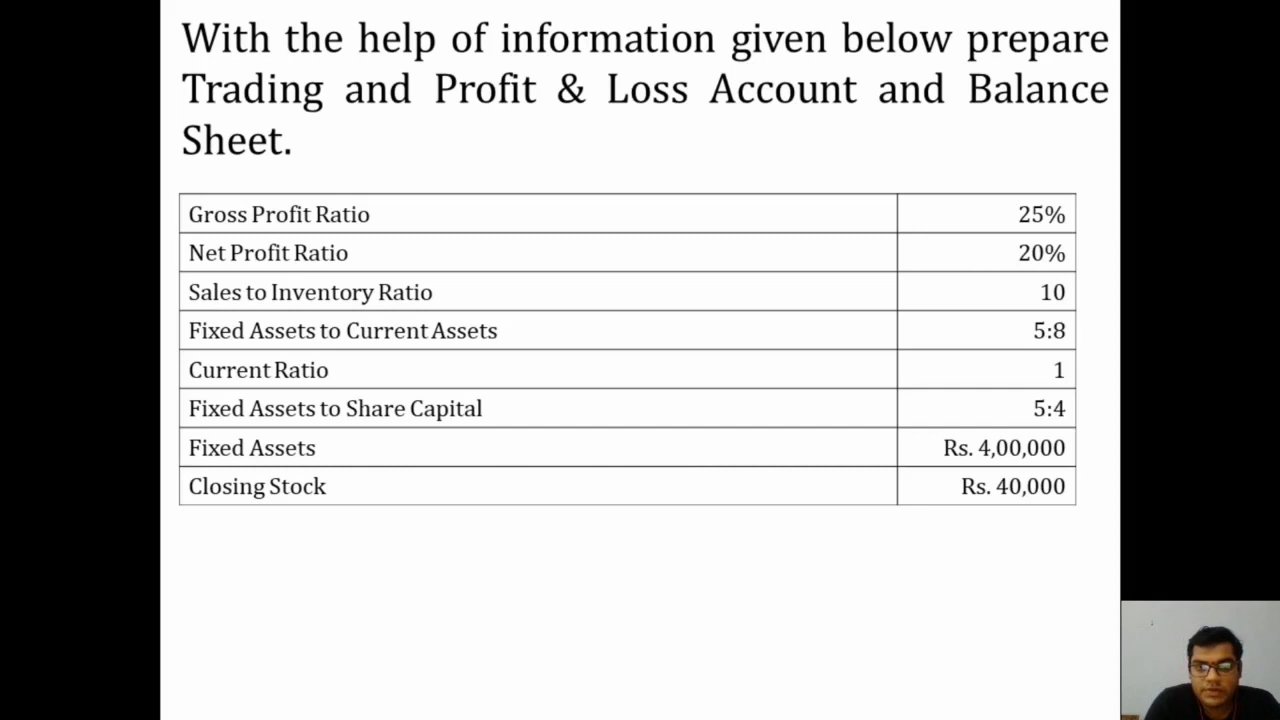 With the help of information given below prepare
Trading and Profit & Loss Account and Balance
Sheet.
Gross Profit Ratio 25%
Net Profit Ratio 20%
Sales to Inventory Ratio 10
Fixed Assets to Current Assets 5:8
Current Ratio 1
Fixed Assets to Share Capital 5:4
Fixed Assets Rs. 4,00,000
Closing Stock Rs. 40,000